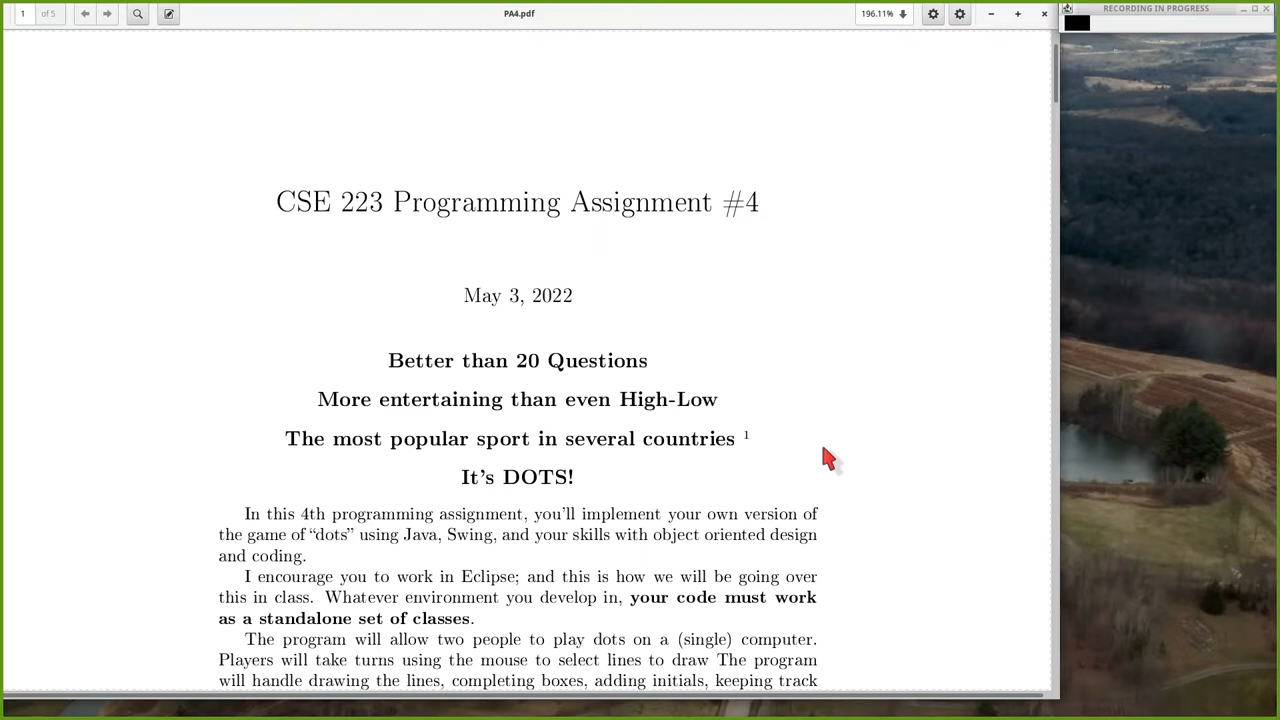 1 of 5 PA4.pdf 196.11%
RECORDING IN PROGRESS
CSE 223 Programming Assignment #4
May 3, 2022
Better than 20 Questions
More entertaining than even High-Low
The most popular sport in several countries 1
It's DOTS!
In this 4th programming assignment, you'll implement your own version of
the game of “dots” using Java, Swing, and your skills with object oriented design
and coding.
I encourage you to work in Eclipse; and this is how we will be going over
this in class. Whatever environment you develop in, your code must work
as a standalone set of classes.
The program will allow two people to play dots on a (single) computer.
Players will take turns using the mouse to select lines to draw The program
will handle drawing the lines, completing boxes, adding initials, keeping track